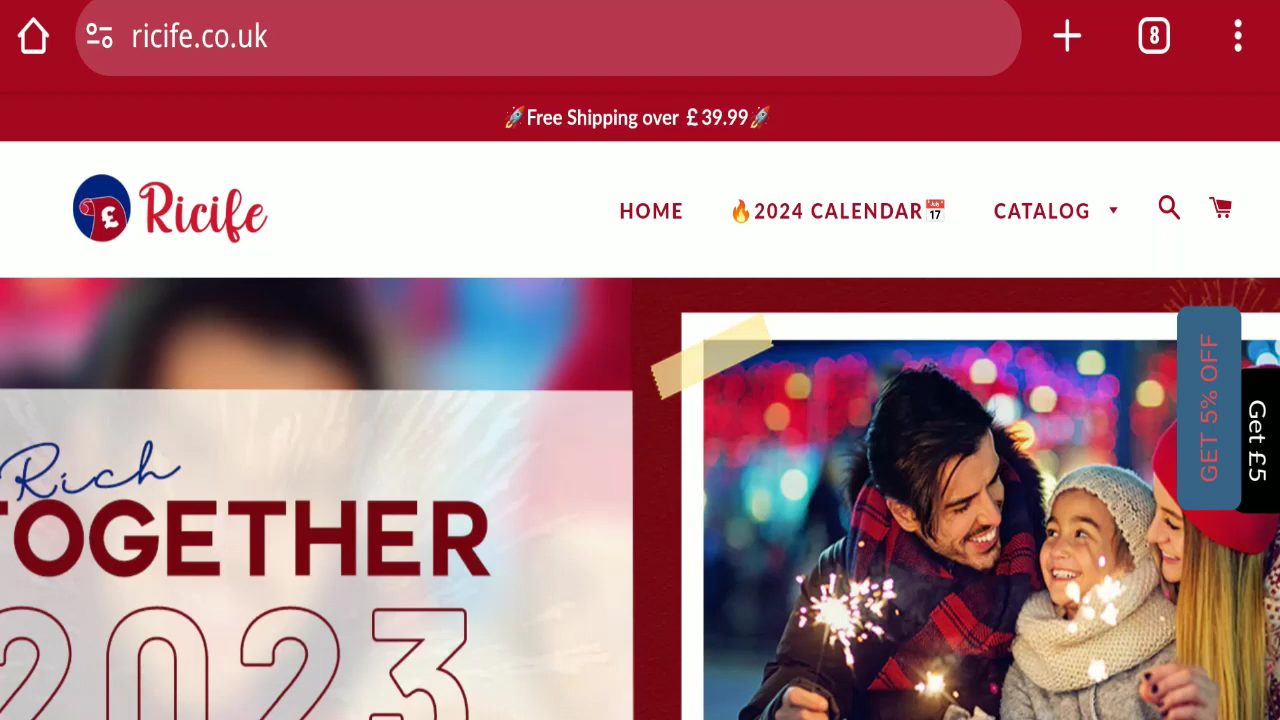 ricife.co.uk
8
🚀Free Shipping over £39.99🚀
£ Ricife
HOME
🔥2024 CALENDAR📅
CATALOG ▼
Rich
TOGETHER
2023
GET 5% OFF
Get £5